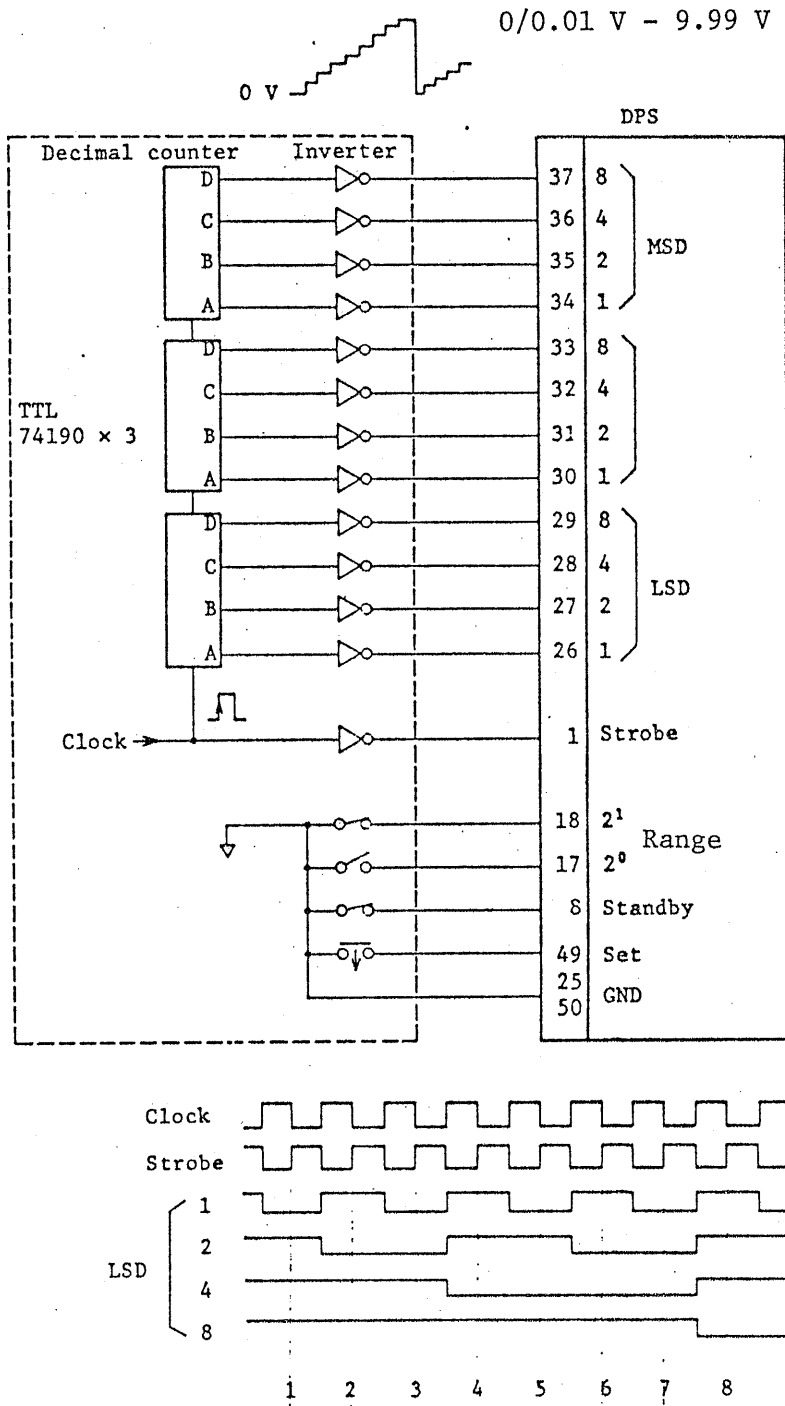 0/0.01 V - 9.99 V
0 V
DPS
Decimal counter Inverter
D 37 8
C 36 4
B 35 2
A 34 1
MSD
D 33 8
C 32 4
B 31 2
A 30 1
TTL
74190 × 3
D 29 8
C 28 4
B 27 2
A 26 1
LSD
Clock 1 Strobe
18 2¹
17 2⁰
Range
8 Standby
49 Set
25
50 GND
Clock
Strobe
LSD
1
2
4
8
1 2 3 4 5 6 7 8